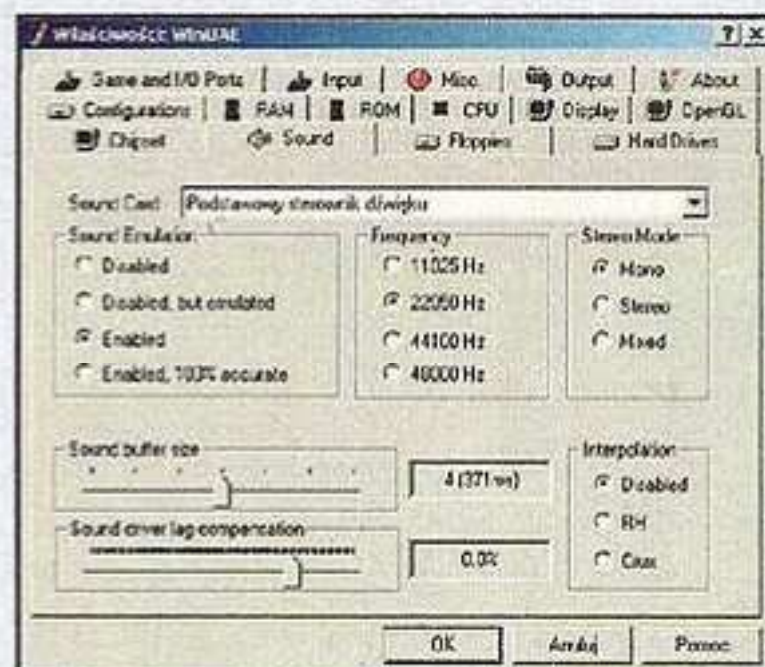 Właściwości: WinUAE
Game and I/O Ports Input Misc. Output About
Configurations RAM ROM CPU Display OpenGL
Chipset Sound Floppies Hard Drives
Sound Card: Podstawowy sterownik dźwięku
Sound Emulation
Disabled
Disabled, but emulated
Enabled
Enabled, 100% accurate
Frequency
11025 Hz
22050 Hz
44100 Hz
48000 Hz
Stereo Mode
Mono
Stereo
Mixed
Sound buffer size
4 (371 ms)
Sound driver lag compensation
0.0%
Interpolation
Disabled
RH
Crux
OK Anuluj Pomoc